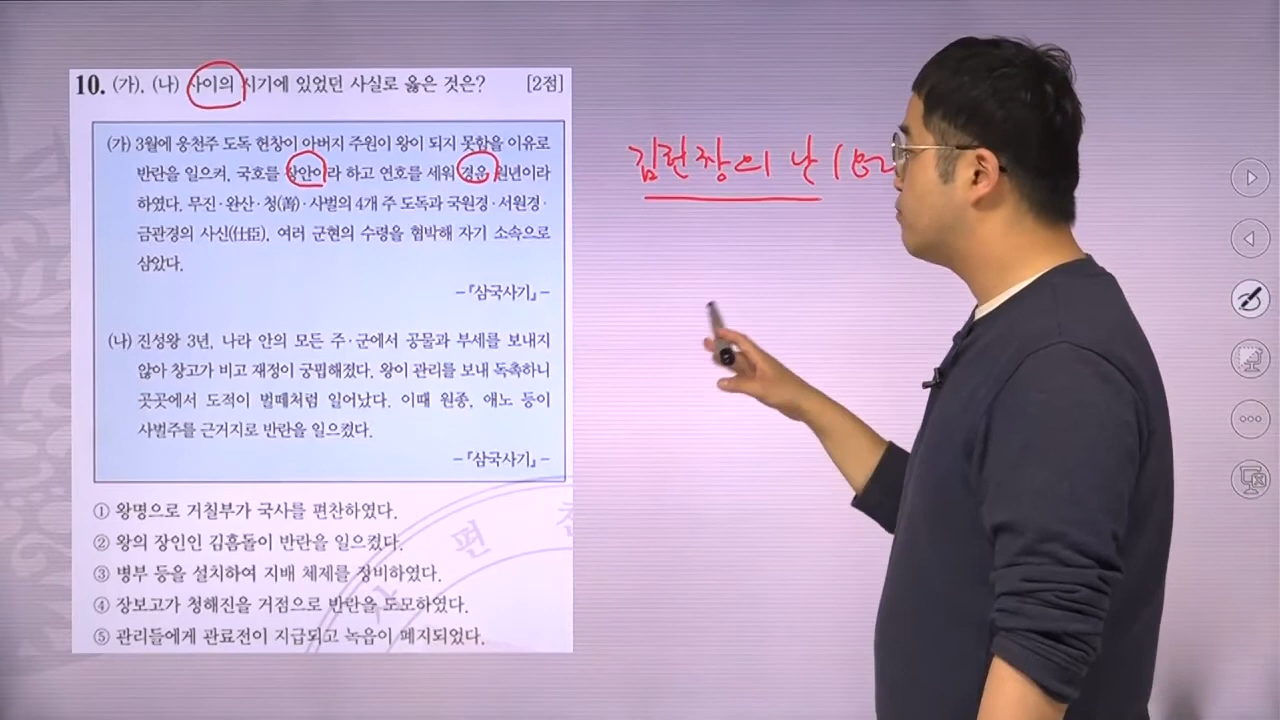 10. (가), (나) 사이의 시기에 있었던 사실로 옳은 것은? [2점]
(가) 3월에 웅천주 도독 헌창이 아버지 주원이 왕이 되지 못함을 이유로
반란을 일으켜, 국호를 장안이라 하고 연호를 세워 경운 원년이라
하였다. 무진·완산·청(菁)·사벌의 4개 주 도독과 국원경·서원경·
금관경의 사신(仕臣), 여러 군현의 수령을 협박해 자기 소속으로
삼았다.
-『삼국사기』-
(나) 진성왕 3년, 나라 안의 모든 주·군에서 공물과 부세를 보내지
않아 창고가 비고 재정이 궁핍해졌다. 왕이 관리를 보내 독촉하니
곳곳에서 도적이 벌떼처럼 일어났다. 이때 원종, 애노 등이
사벌주를 근거지로 반란을 일으켰다.
-『삼국사기』-
① 왕명으로 거칠부가 국사를 편찬하였다.
② 왕의 장인인 김흠돌이 반란을 일으켰다.
③ 병부 등을 설치하여 지배 체제를 정비하였다.
④ 장보고가 청해진을 거점으로 반란을 도모하였다.
⑤ 관리들에게 관료전이 지급되고 녹읍이 폐지되었다.
김헌창의 난 (82
사 편 찬